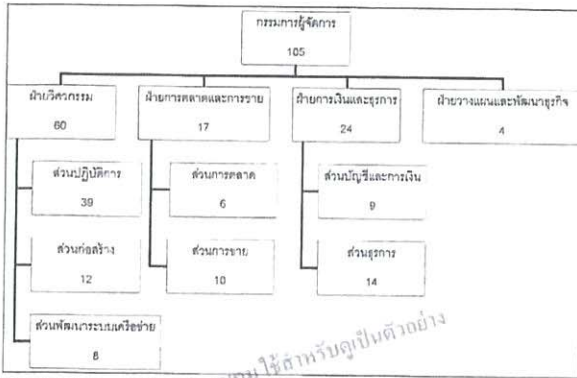 กรรมการผู้จัดการ
105
ฝ่ายวิศวกรรม
60
ฝ่ายการตลาดและการขาย
17
ฝ่ายการเงินและธุรการ
24
ฝ่ายวางแผนและพัฒนาธุรกิจ
4
ส่วนปฏิบัติการ
39
ส่วนการตลาด
6
ส่วนบัญชีและการเงิน
9
ส่วนก่อสร้าง
12
ส่วนการขาย
10
ส่วนธุรการ
14
ส่วนพัฒนาระบบเครือข่าย
8
ใช้สำหรับดูเป็นตัวอย่าง